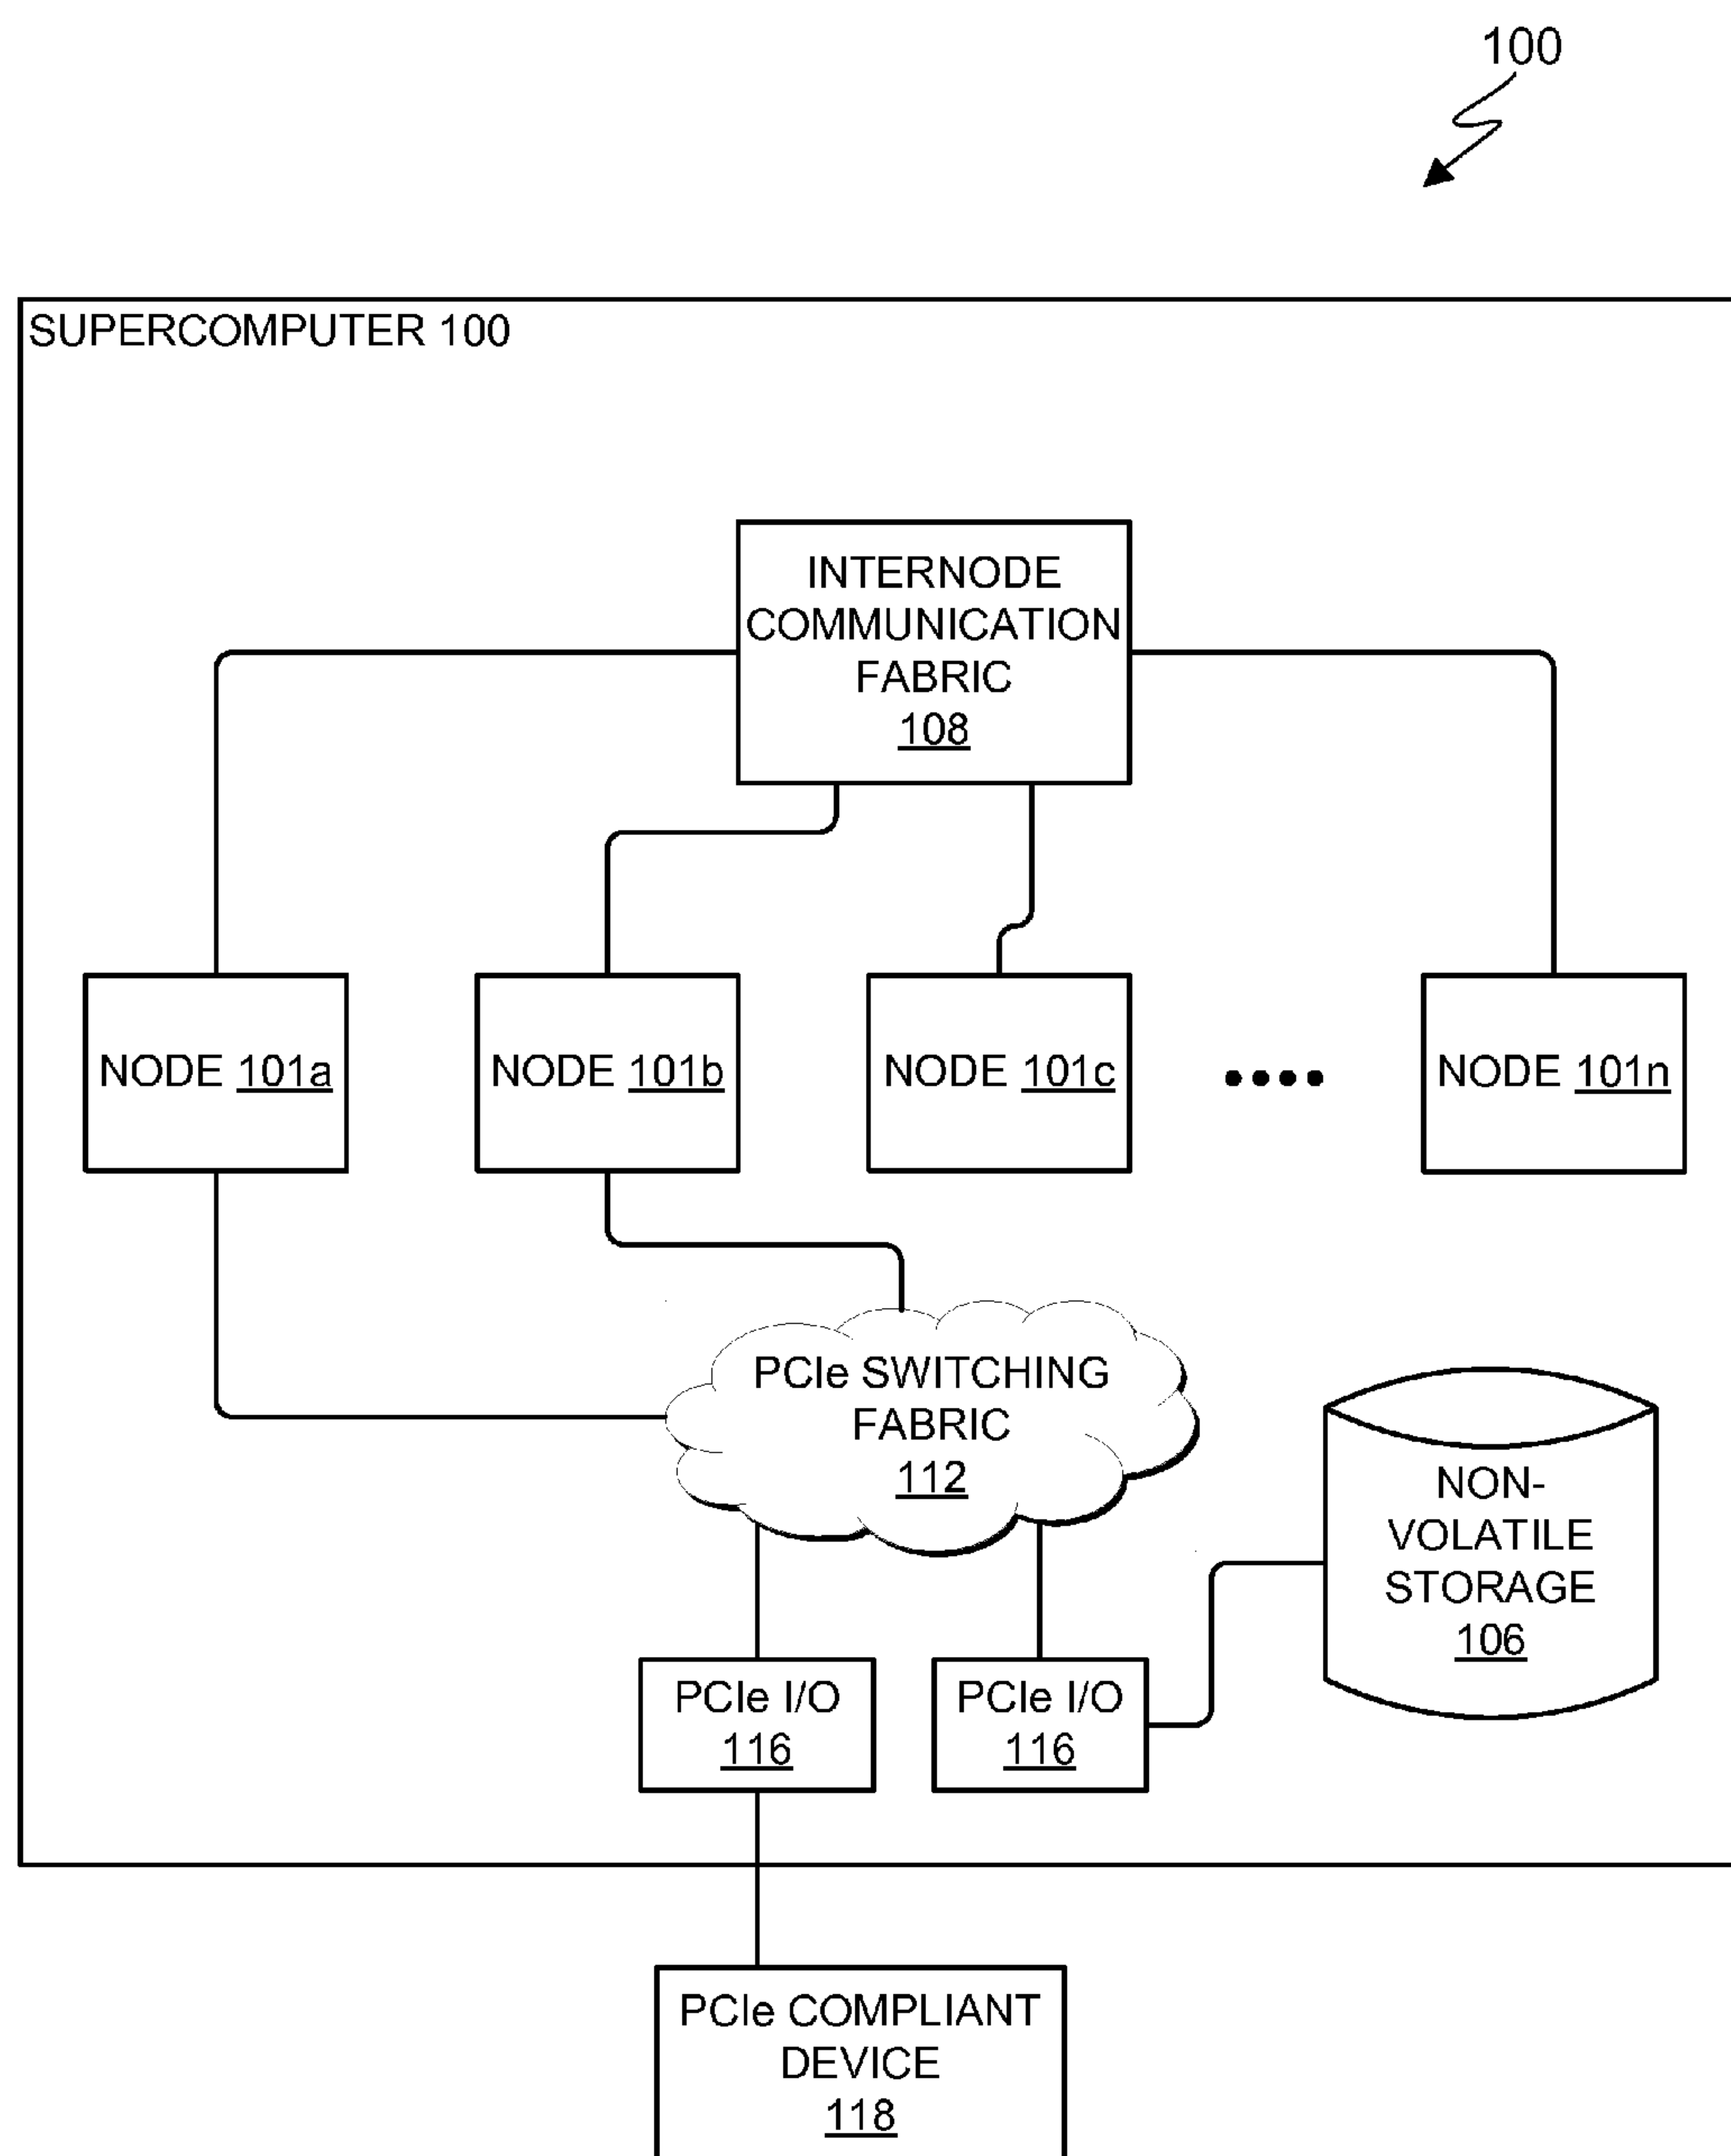 100
SUPERCOMPUTER 100
INTERNODE
COMMUNICATION
FABRIC
108
NODE 101a
NODE 101b
NODE 101c
NODE 101n
PCIe SWITCHING
FABRIC
112
NON-
VOLATILE
STORAGE
106
PCIe I/O
116
PCIe I/O
116
PCIe COMPLIANT
DEVICE
118